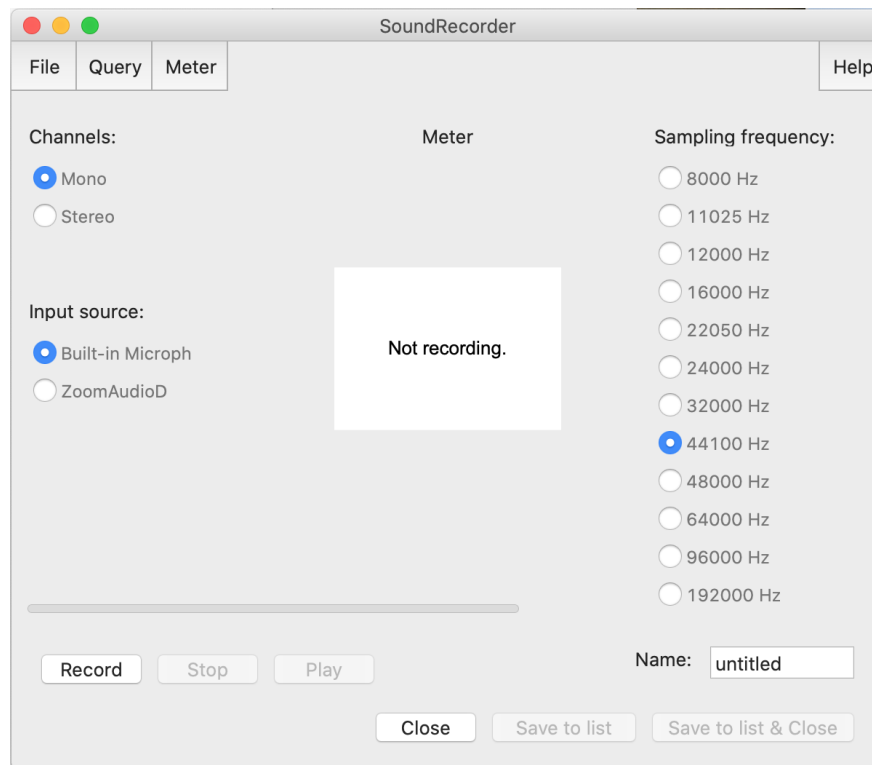 SoundRecorder
File Query Meter Help
Channels:
Mono
Stereo
Input source:
Built-in Microph
ZoomAudioD
Meter
Not recording.
Sampling frequency:
8000 Hz
11025 Hz
12000 Hz
16000 Hz
22050 Hz
24000 Hz
32000 Hz
44100 Hz
48000 Hz
64000 Hz
96000 Hz
192000 Hz
Record Stop Play
Name: untitled
Close Save to list Save to list & Close